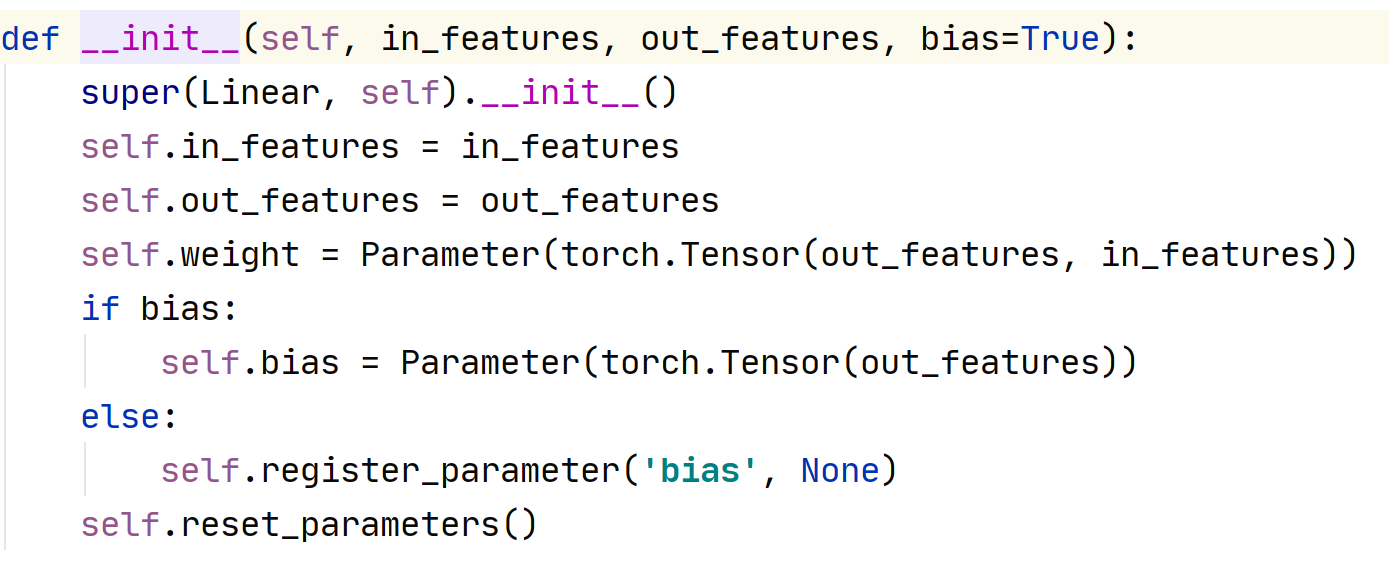 def __init__(self, in_features, out_features, bias=True):
    super(Linear, self).__init__()
    self.in_features = in_features
    self.out_features = out_features
    self.weight = Parameter(torch.Tensor(out_features, in_features))
    if bias:
        self.bias = Parameter(torch.Tensor(out_features))
    else:
        self.register_parameter('bias', None)
    self.reset_parameters()